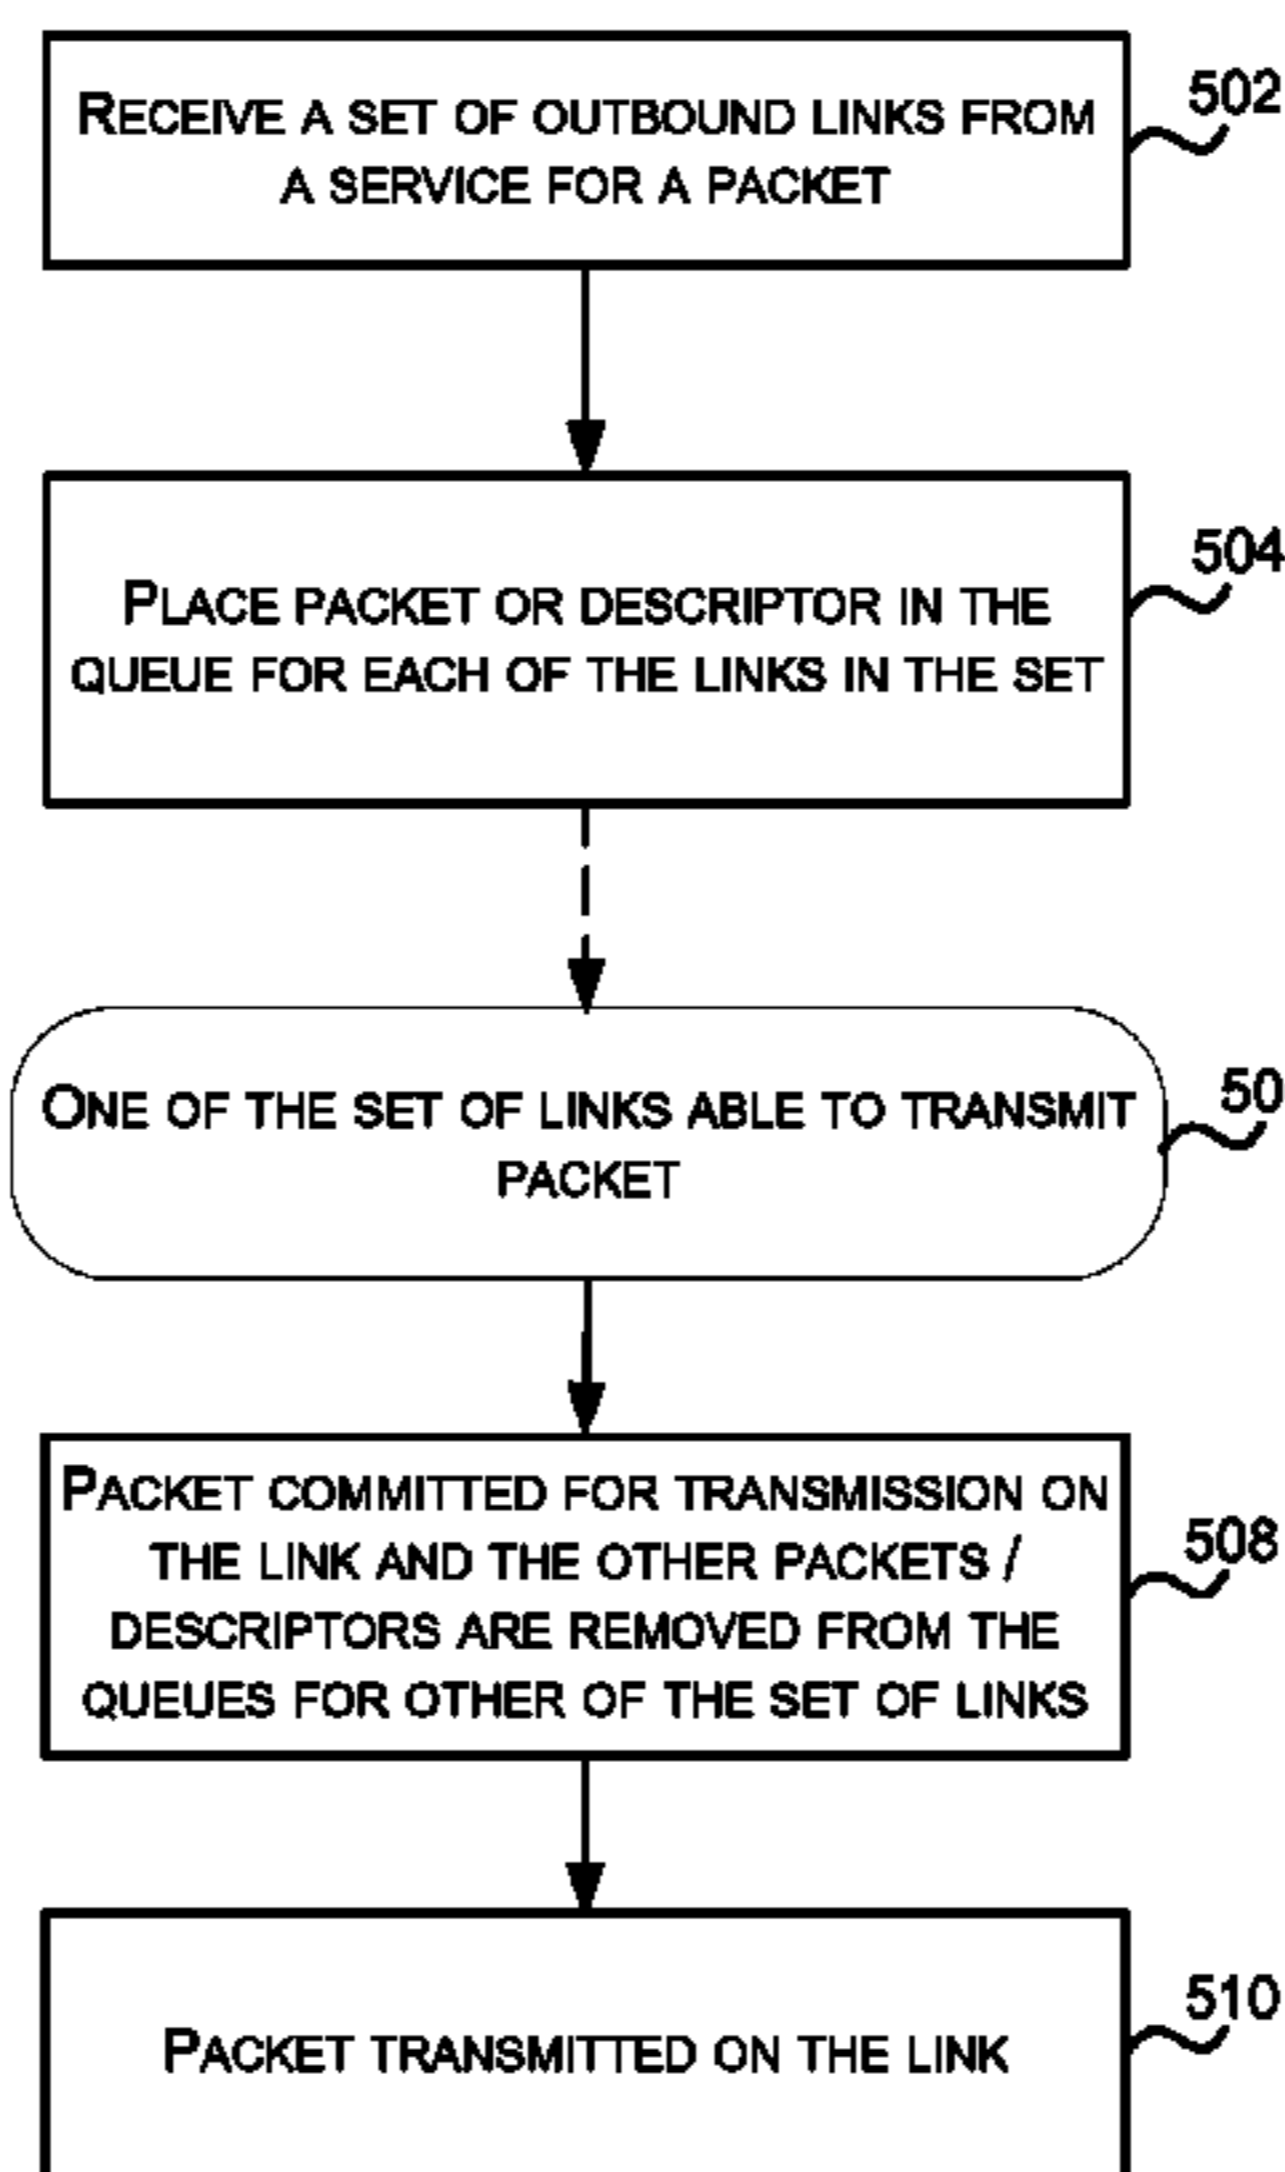 RECEIVE A SET OF OUTBOUND LINKS FROM
A SERVICE FOR A PACKET
502
PLACE PACKET OR DESCRIPTOR IN THE
QUEUE FOR EACH OF THE LINKS IN THE SET
504
ONE OF THE SET OF LINKS ABLE TO TRANSMIT
PACKET
50
PACKET COMMITTED FOR TRANSMISSION ON
THE LINK AND THE OTHER PACKETS /
DESCRIPTORS ARE REMOVED FROM THE
QUEUES FOR OTHER OF THE SET OF LINKS
508
PACKET TRANSMITTED ON THE LINK
510